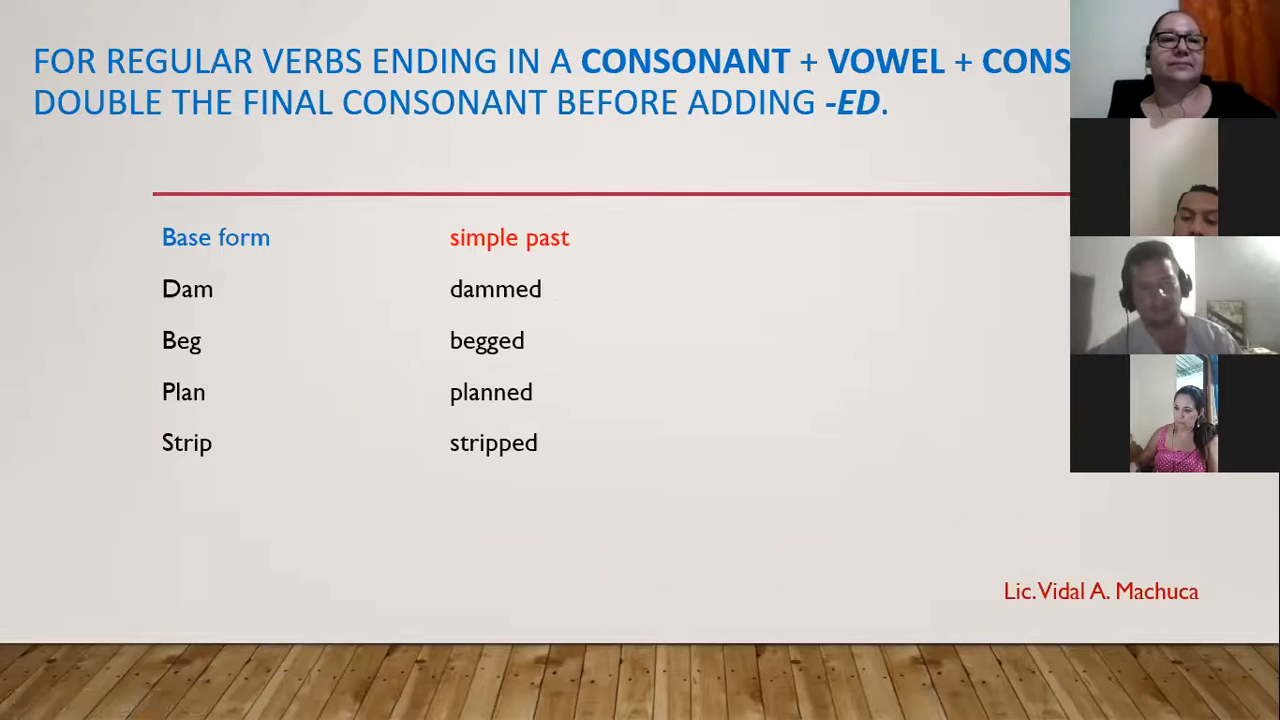 FOR REGULAR VERBS ENDING IN A CONSONANT + VOWEL + CONS
DOUBLE THE FINAL CONSONANT BEFORE ADDING -ED.
Base form simple past
Dam dammed
Beg begged
Plan planned
Strip stripped
Lic. Vidal A. Machuca